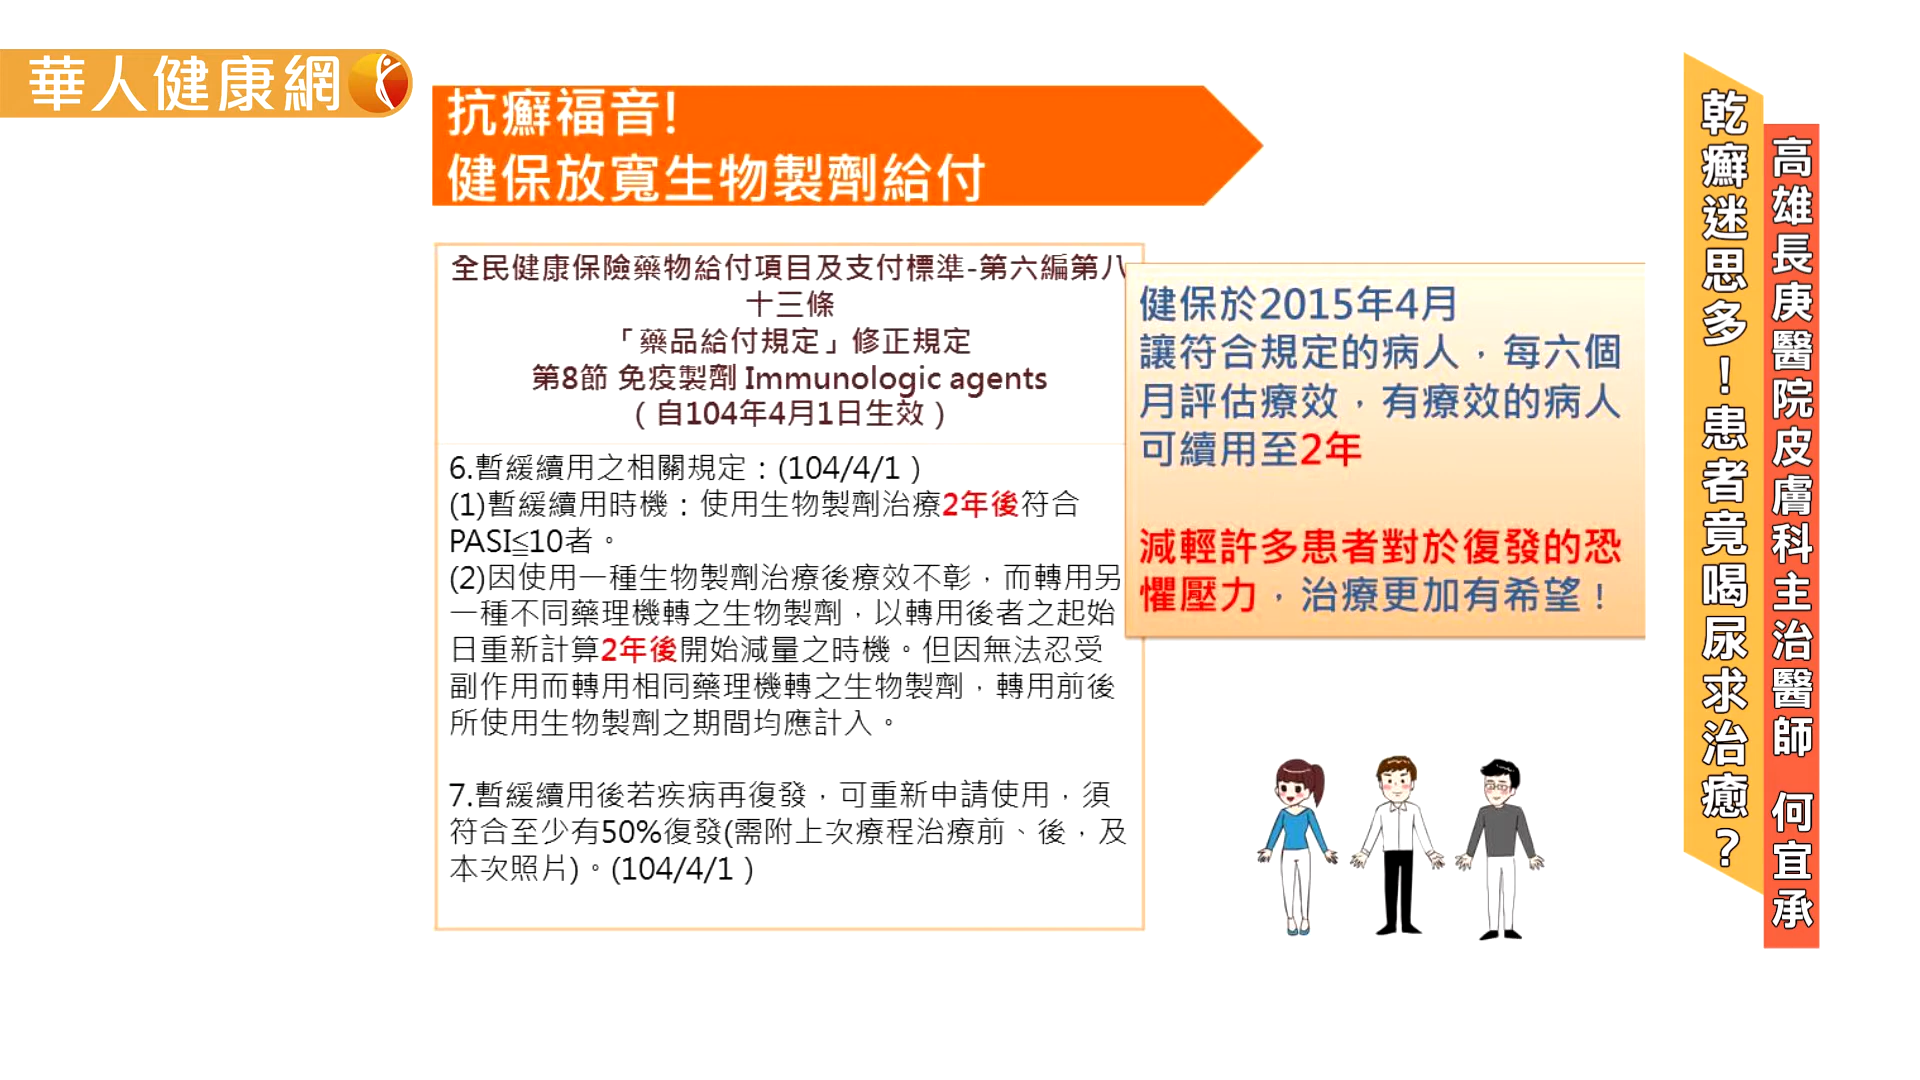 華人健康網
抗癬福音!
健保放寬生物製劑給付
全民健康保險藥物給付項目及支付標準-第六編第八
十三條
「藥品給付規定」修正規定
第8節 免疫製劑 Immunologic agents
（自104年4月1日生效）
6.暫緩續用之相關規定：(104/4/1）
(1)暫緩續用時機：使用生物製劑治療2年後符合
PASI≦10者。
(2)因使用一種生物製劑治療後療效不彰，而轉用另
一種不同藥理機轉之生物製劑，以轉用後者之起始
日重新計算2年後開始減量之時機。但因無法忍受
副作用而轉用相同藥理機轉之生物製劑，轉用前後
所使用生物製劑之期間均應計入。
7.暫緩續用後若疾病再復發，可重新申請使用，須
符合至少有50%復發(需附上次療程治療前、後，及
本次照片)。(104/4/1）
健保於2015年4月
讓符合規定的病人，每六個
月評估療效，有療效的病人
可續用至2年
減輕許多患者對於復發的恐
懼壓力，治療更加有希望！
乾癬迷思多！患者竟喝尿求治癒？
高雄長庚醫院皮膚科主治醫師 何宜承